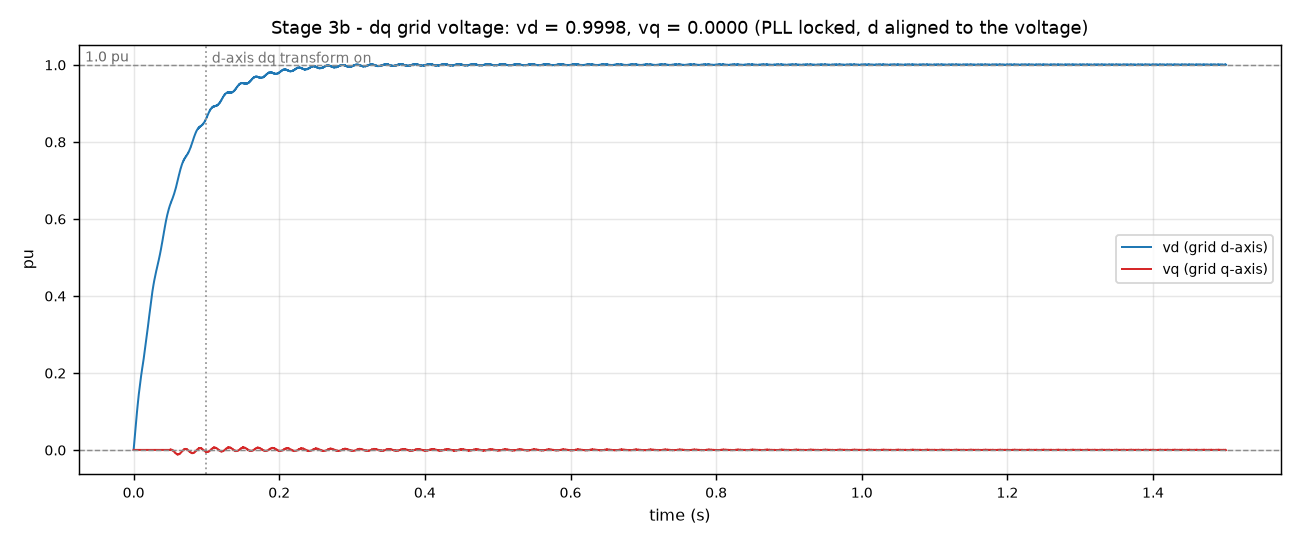 Stage 3b - dq grid voltage: vd = 0.9998, vq = 0.0000 (PLL locked, d aligned to the voltage)
1.0 pu
d-axis dq transform on
1.0
0.8
0.6
0.4
0.2
0.0
pu
vd (grid d-axis)
vq (grid q-axis)
0.0 0.2 0.4 0.6 0.8 1.0 1.2 1.4
time (s)